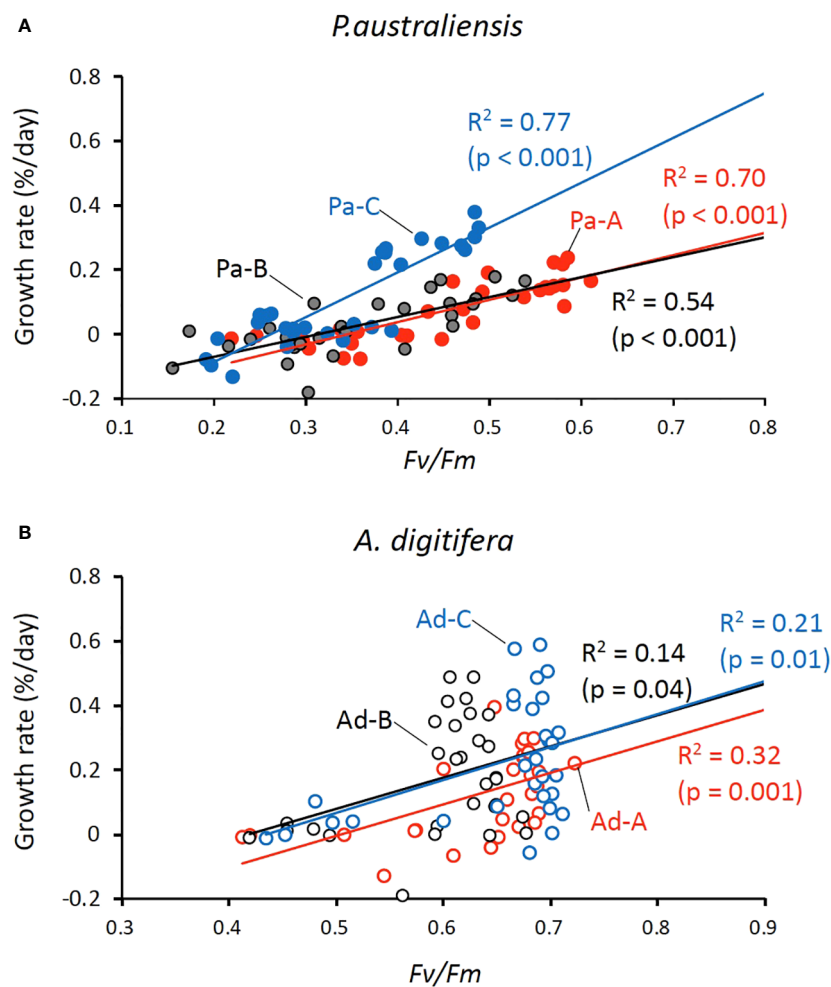 A
P.australiensis
Growth rate (%/day)
0.8
0.6
0.4
0.2
0
-0.2
R² = 0.77
(p < 0.001)
R² = 0.70
(p < 0.001)
Pa-C
Pa-A
Pa-B
R² = 0.54
(p < 0.001)
0.1 0.2 0.3 0.4 0.5 0.6 0.7 0.8
Fv/Fm
B
A. digitifera
Growth rate (%/day)
0.8
0.6
0.4
0.2
0
-0.2
Ad-C
R² = 0.21
(p = 0.01)
R² = 0.14
(p = 0.04)
Ad-B
R² = 0.32
(p = 0.001)
Ad-A
0.3 0.4 0.5 0.6 0.7 0.8 0.9
Fv/Fm